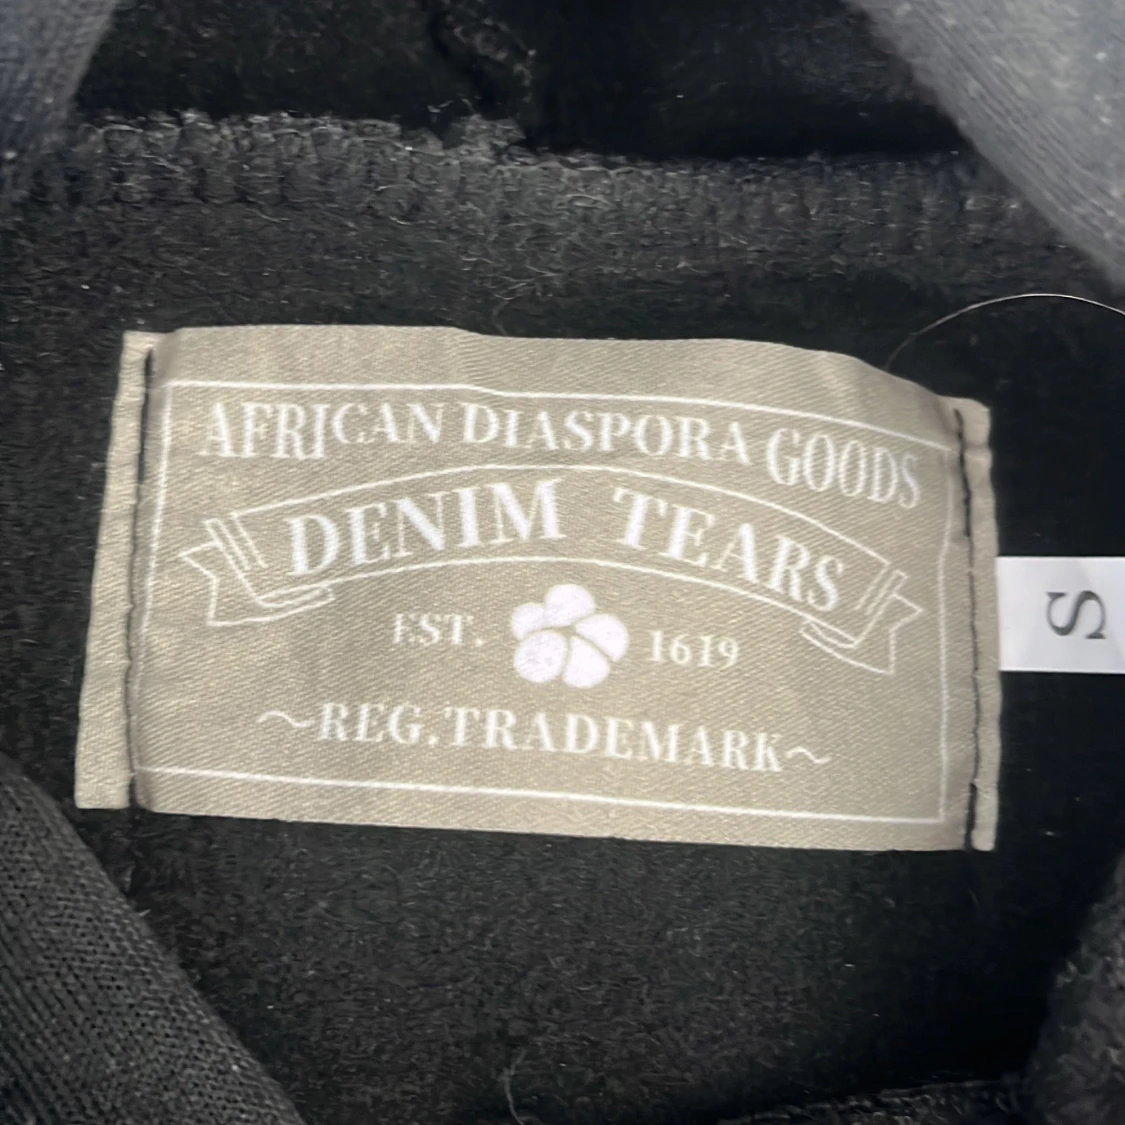 AFRICAN DIASPORA GOODS
DENIM TEARS
EST. 1619
~REG.TRADEMARK~
S